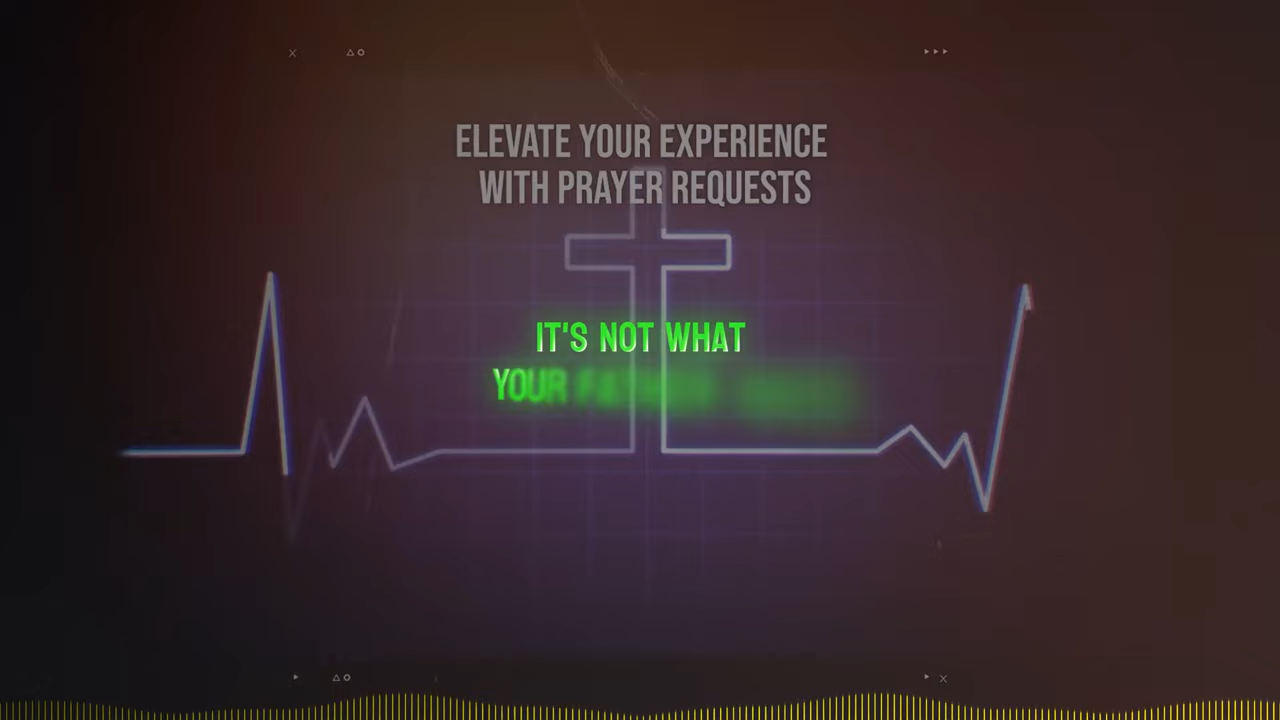 ELEVATE YOUR EXPERIENCE
WITH PRAYER REQUESTS
IT'S NOT WHAT
YOUR